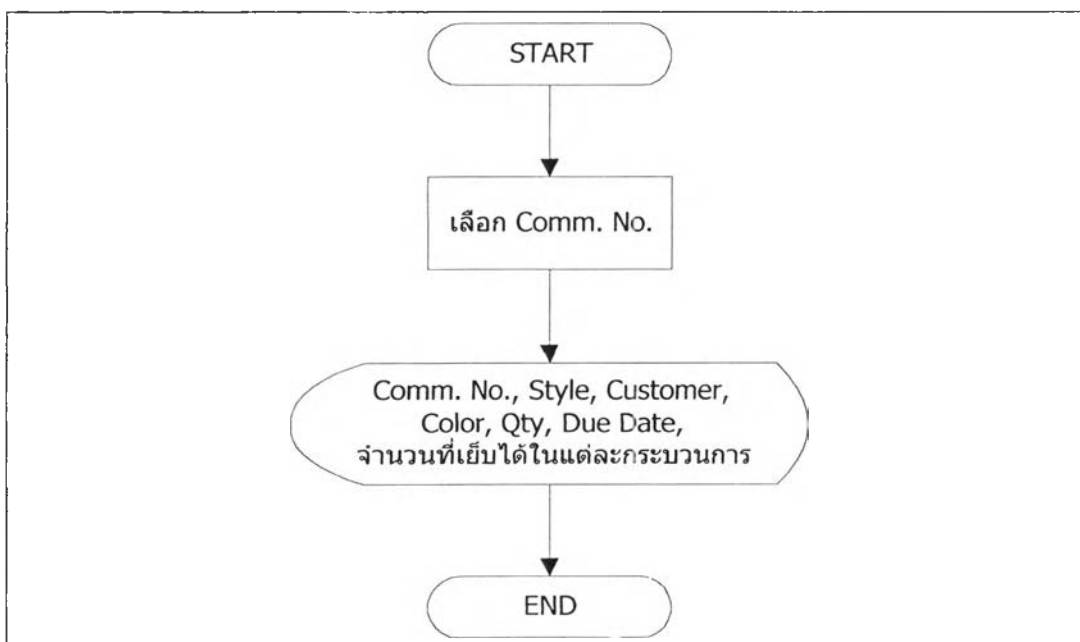 START
เลือก Comm. No.
Comm. No., Style, Customer,
Color, Qty, Due Date,
จำนวนที่เย็บได้ในแต่ละกระบวนการ
END